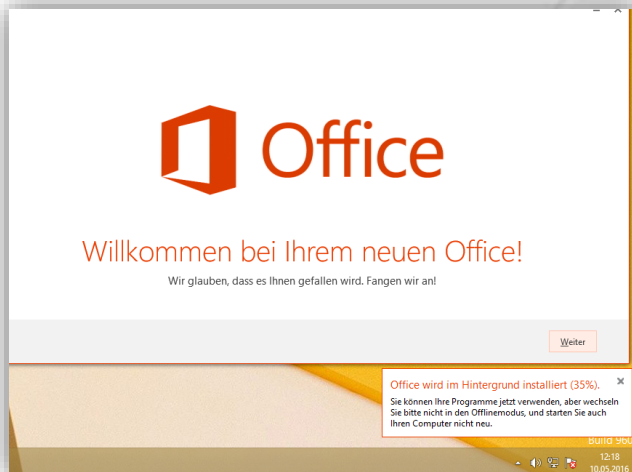 Office
Willkommen bei Ihrem neuen Office!
Wir glauben, dass es Ihnen gefallen wird. Fangen wir an!
Weiter
Office wird im Hintergrund installiert (35%).
Sie können Ihre Programme jetzt verwenden, aber wechseln
Sie bitte nicht in den Offlinemodus, und starten Sie auch
Ihren Computer nicht neu.
Build 960
12:18
10.05.2016